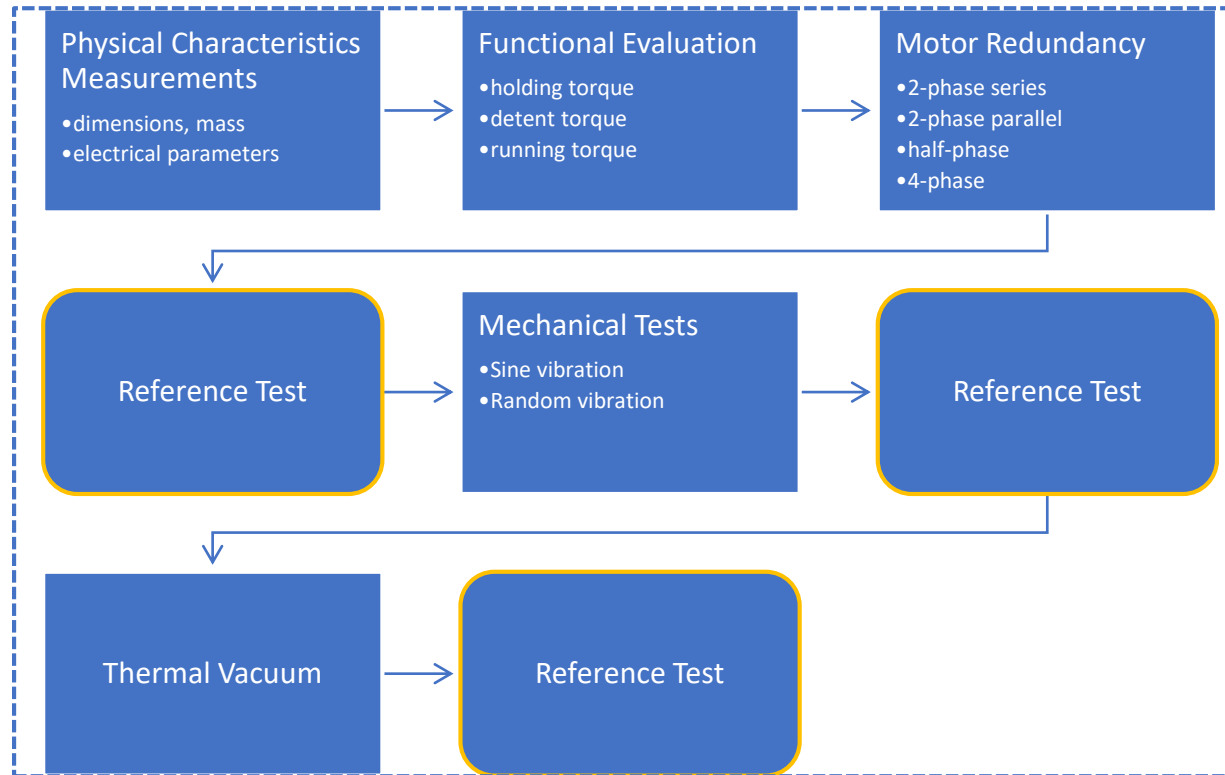 Physical Characteristics
Measurements
•dimensions, mass
•electrical parameters
Functional Evaluation
•holding torque
•detent torque
•running torque
Motor Redundancy
•2-phase series
•2-phase parallel
•half-phase
•4-phase
Reference Test
Mechanical Tests
•Sine vibration
•Random vibration
Reference Test
Thermal Vacuum
Reference Test